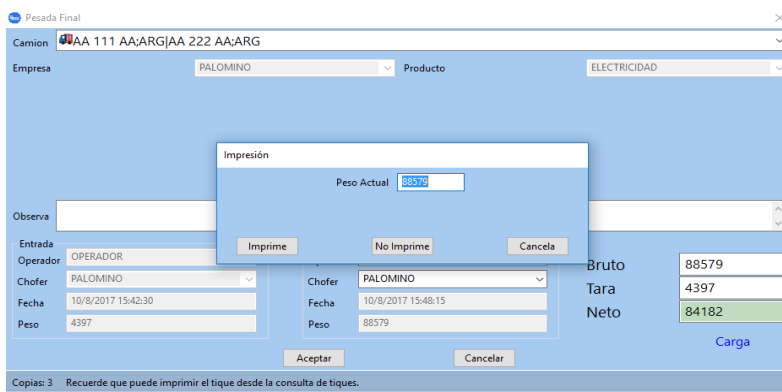 Pesada Final
Camion AA 111 AA;ARG|AA 222 AA;ARG
Empresa PALOMINO Producto ELECTRICIDAD
Impresión
Peso Actual 88579
Imprime No Imprime Cancela
Observa
Entrada
Operador OPERADOR
Chofer PALOMINO
Fecha 10/8/2017 15:42:30
Peso 4397
Chofer PALOMINO
Fecha 10/8/2017 15:48:15
Peso 88579
Bruto 88579
Tara 4397
Neto 84182
Carga
Aceptar Cancelar
Copias: 3 Recuerde que puede imprimir el tique desde la consulta de tiques.